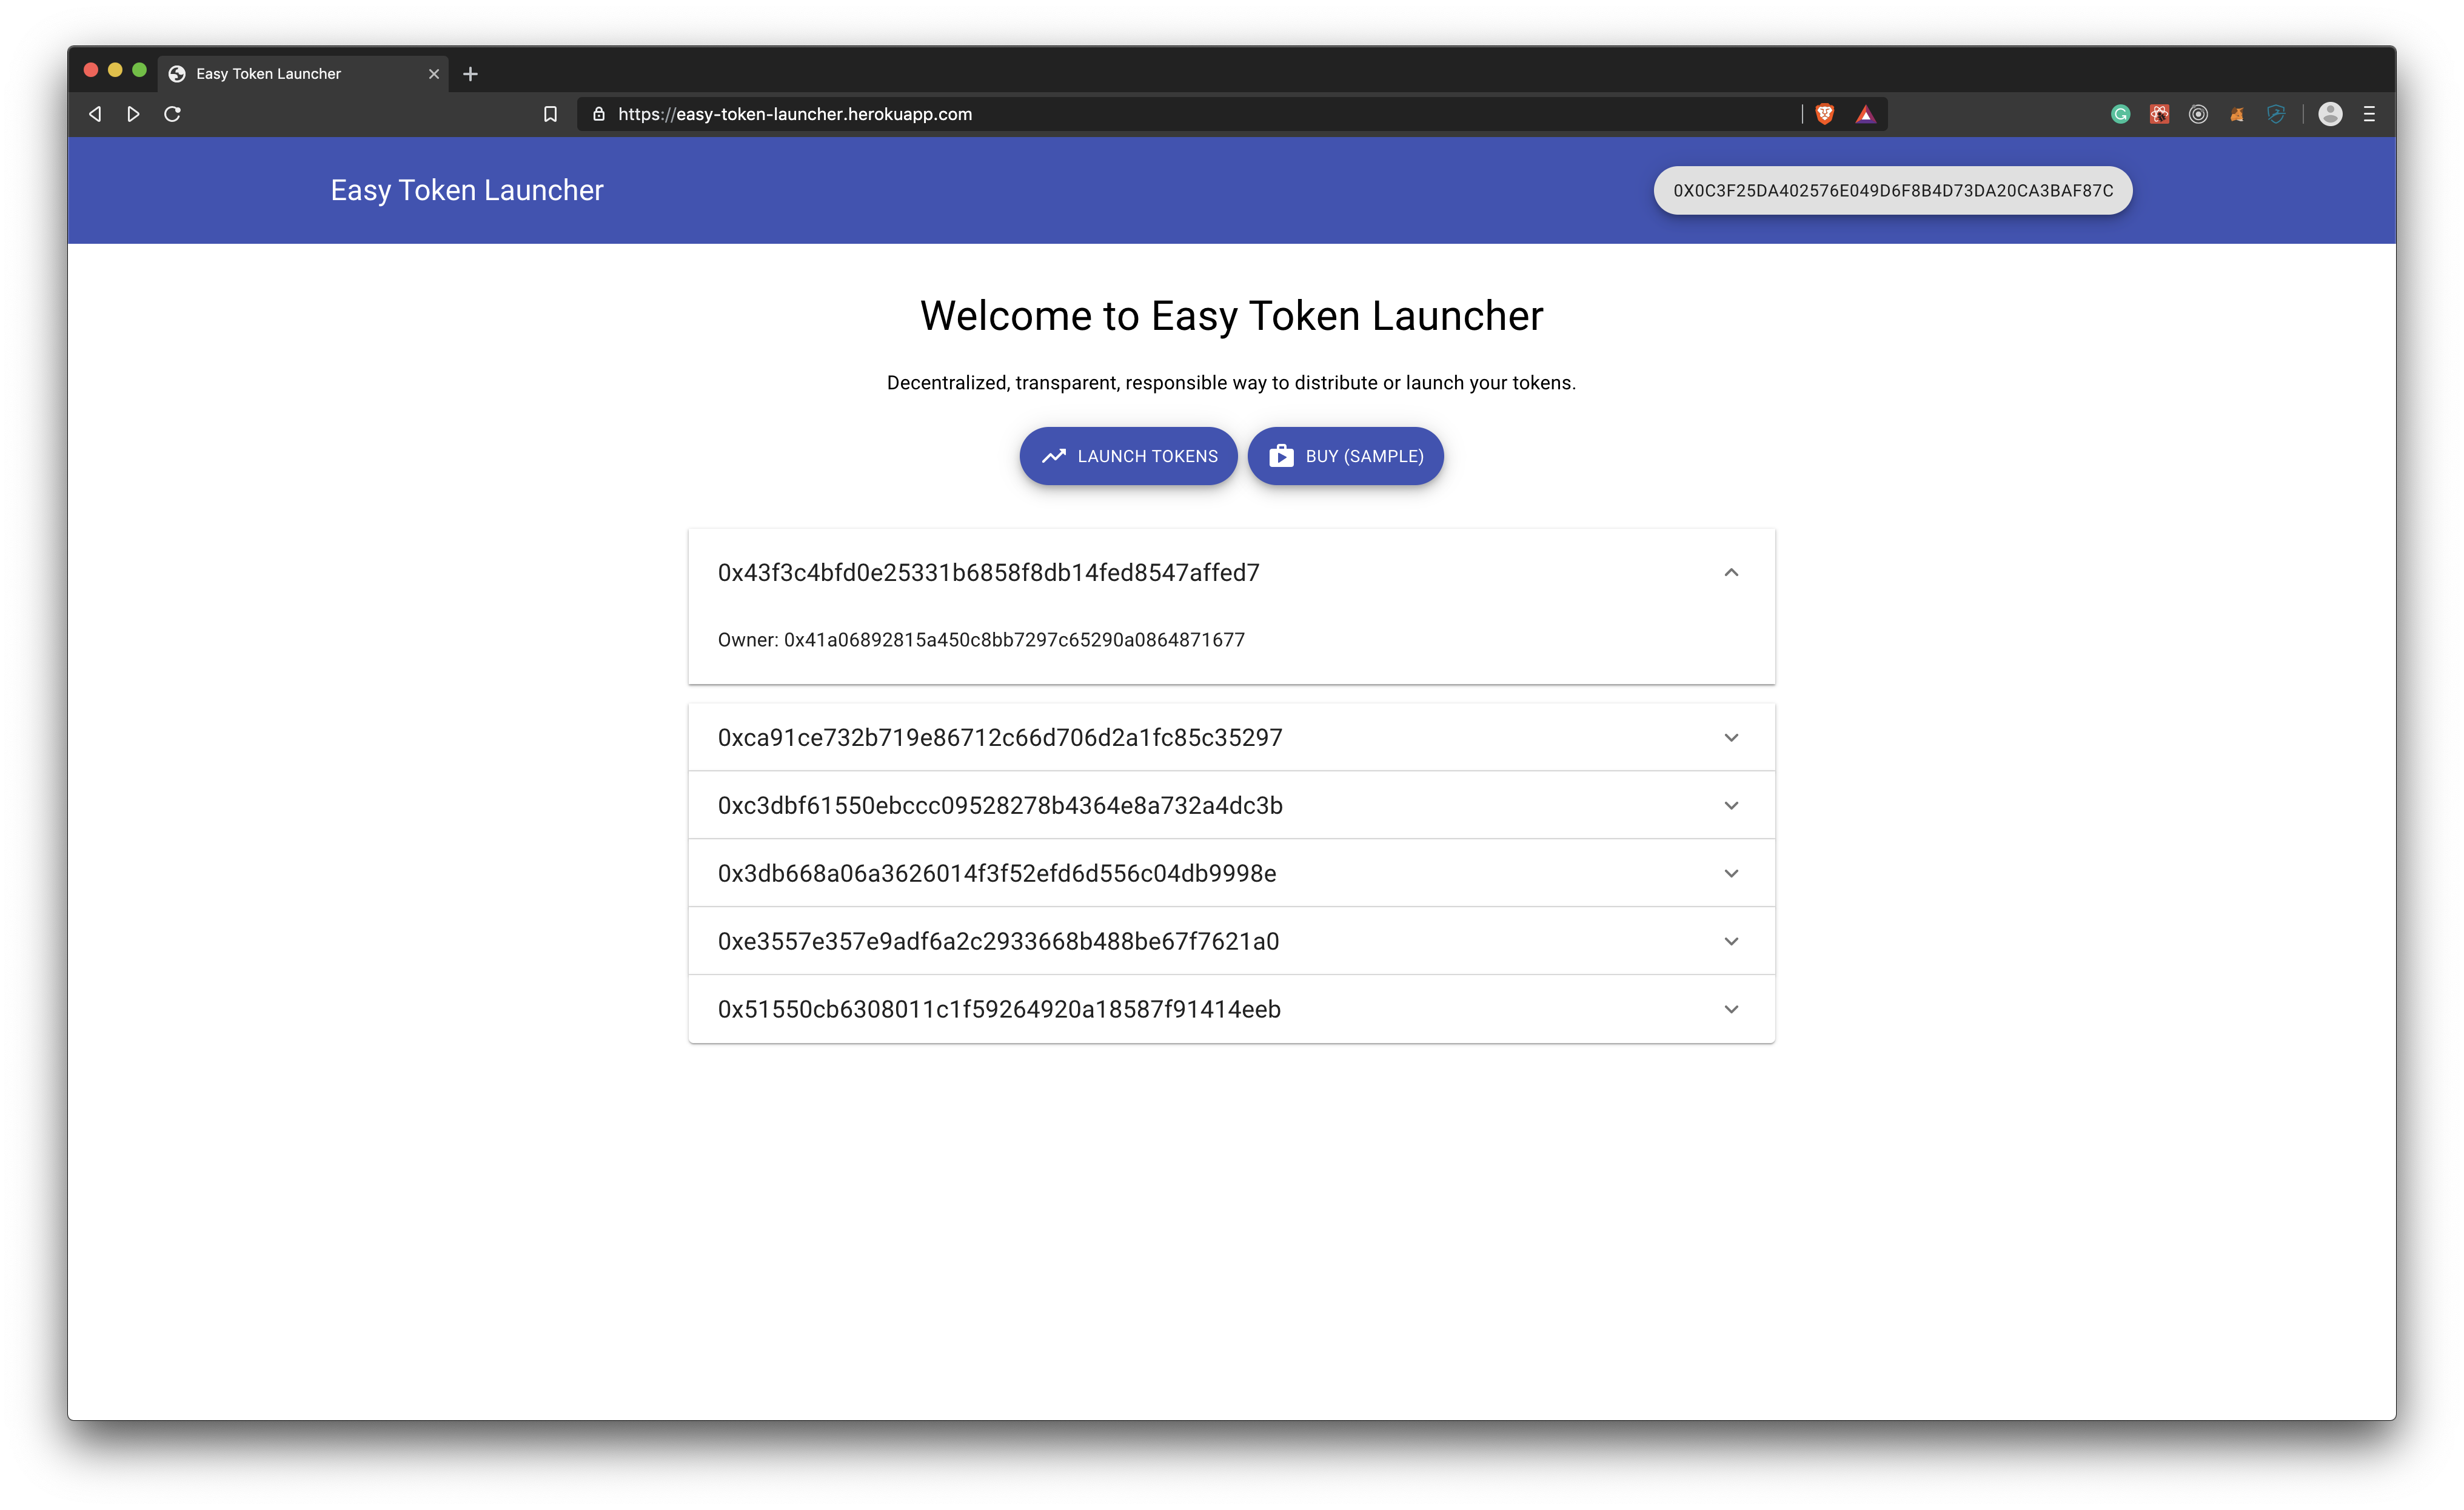 Easy Token Launcher
https://easy-token-launcher.herokuapp.com
Easy Token Launcher
0X0C3F25DA402576E049D6F8B4D73DA20CA3BAF87C
Welcome to Easy Token Launcher
Decentralized, transparent, responsible way to distribute or launch your tokens.
LAUNCH TOKENS
BUY (SAMPLE)
0x43f3c4bfd0e25331b6858f8db14fed8547affed7
Owner: 0x41a06892815a450c8bb7297c65290a0864871677
0xca91ce732b719e86712c66d706d2a1fc85c35297
0xc3dbf61550ebccc09528278b4364e8a732a4dc3b
0x3db668a06a3626014f3f52efd6d556c04db9998e
0xe3557e357e9adf6a2c2933668b488be67f7621a0
0x51550cb6308011c1f59264920a18587f91414eeb